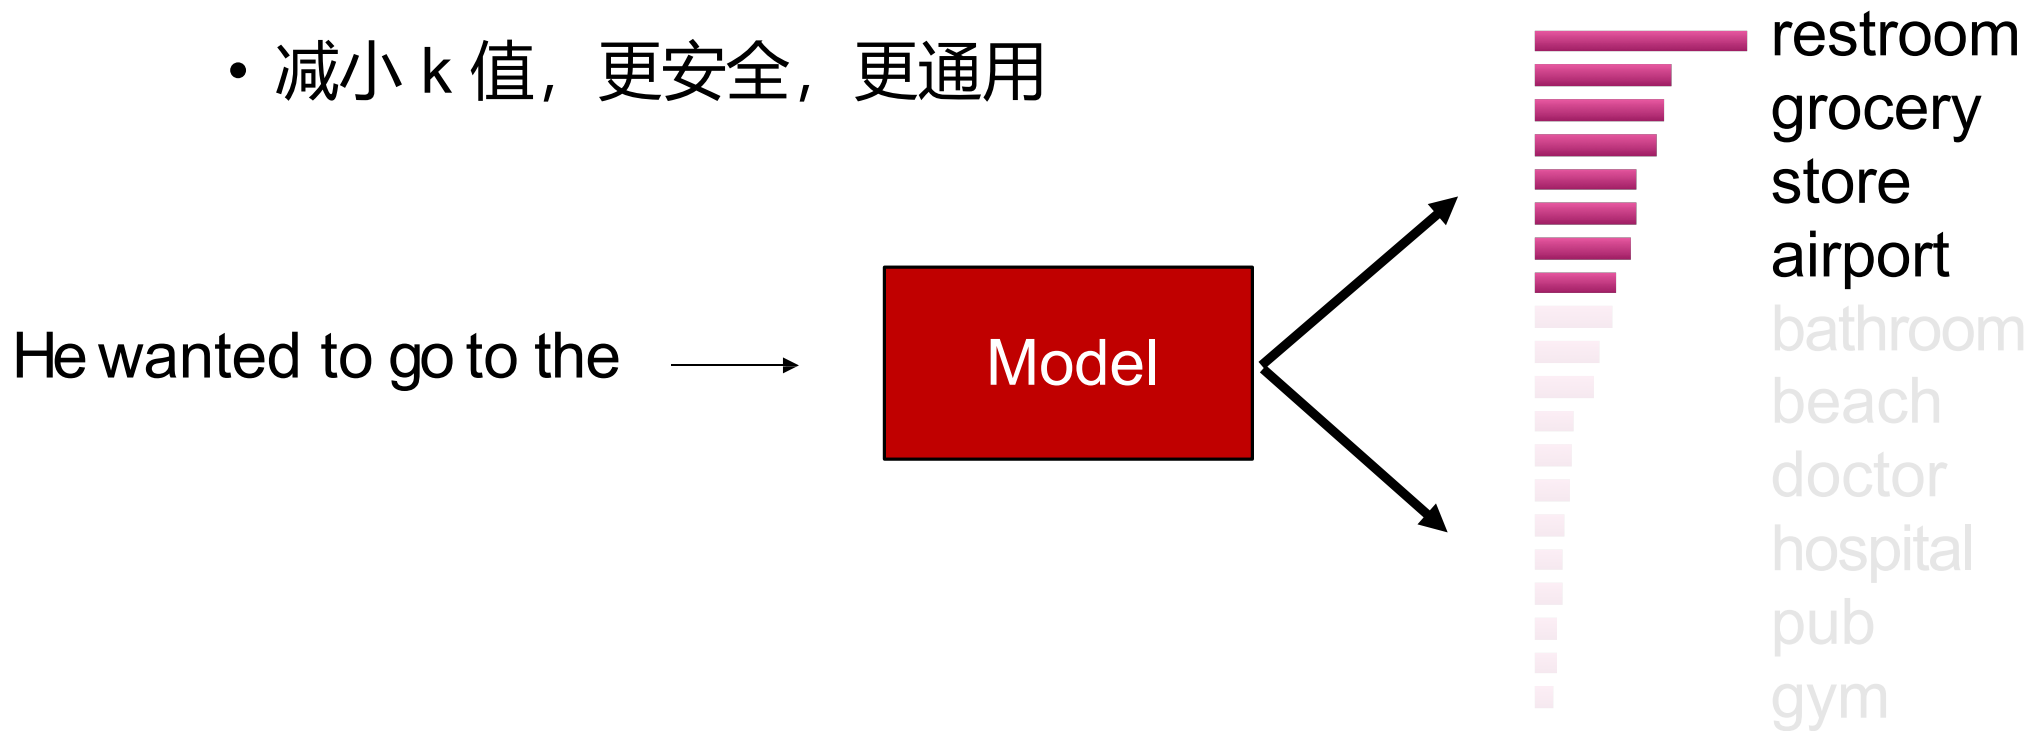 • 减小 k 值，更安全，更通用
He wanted to go to the
Model
restroom
grocery
store
airport
bathroom
beach
doctor
hospital
pub
gym